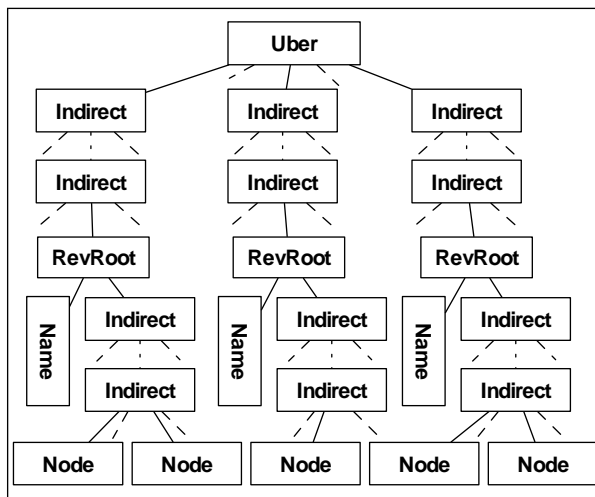 Uber
Indirect Indirect Indirect
Indirect Indirect Indirect
RevRoot RevRoot RevRoot
Name Indirect Name Indirect Name Indirect
Indirect Indirect Indirect
Node Node Node Node Node